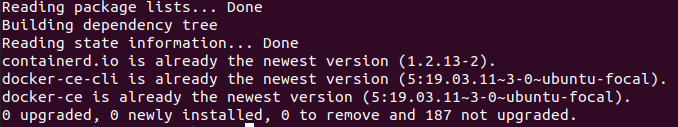 Reading package lists... Done
Building dependency tree
Reading state information... Done
containerd.io is already the newest version (1.2.13-2).
docker-ce-cli is already the newest version (5:19.03.11~3-0~ubuntu-focal).
docker-ce is already the newest version (5:19.03.11~3-0~ubuntu-focal).
0 upgraded, 0 newly installed, 0 to remove and 187 not upgraded.